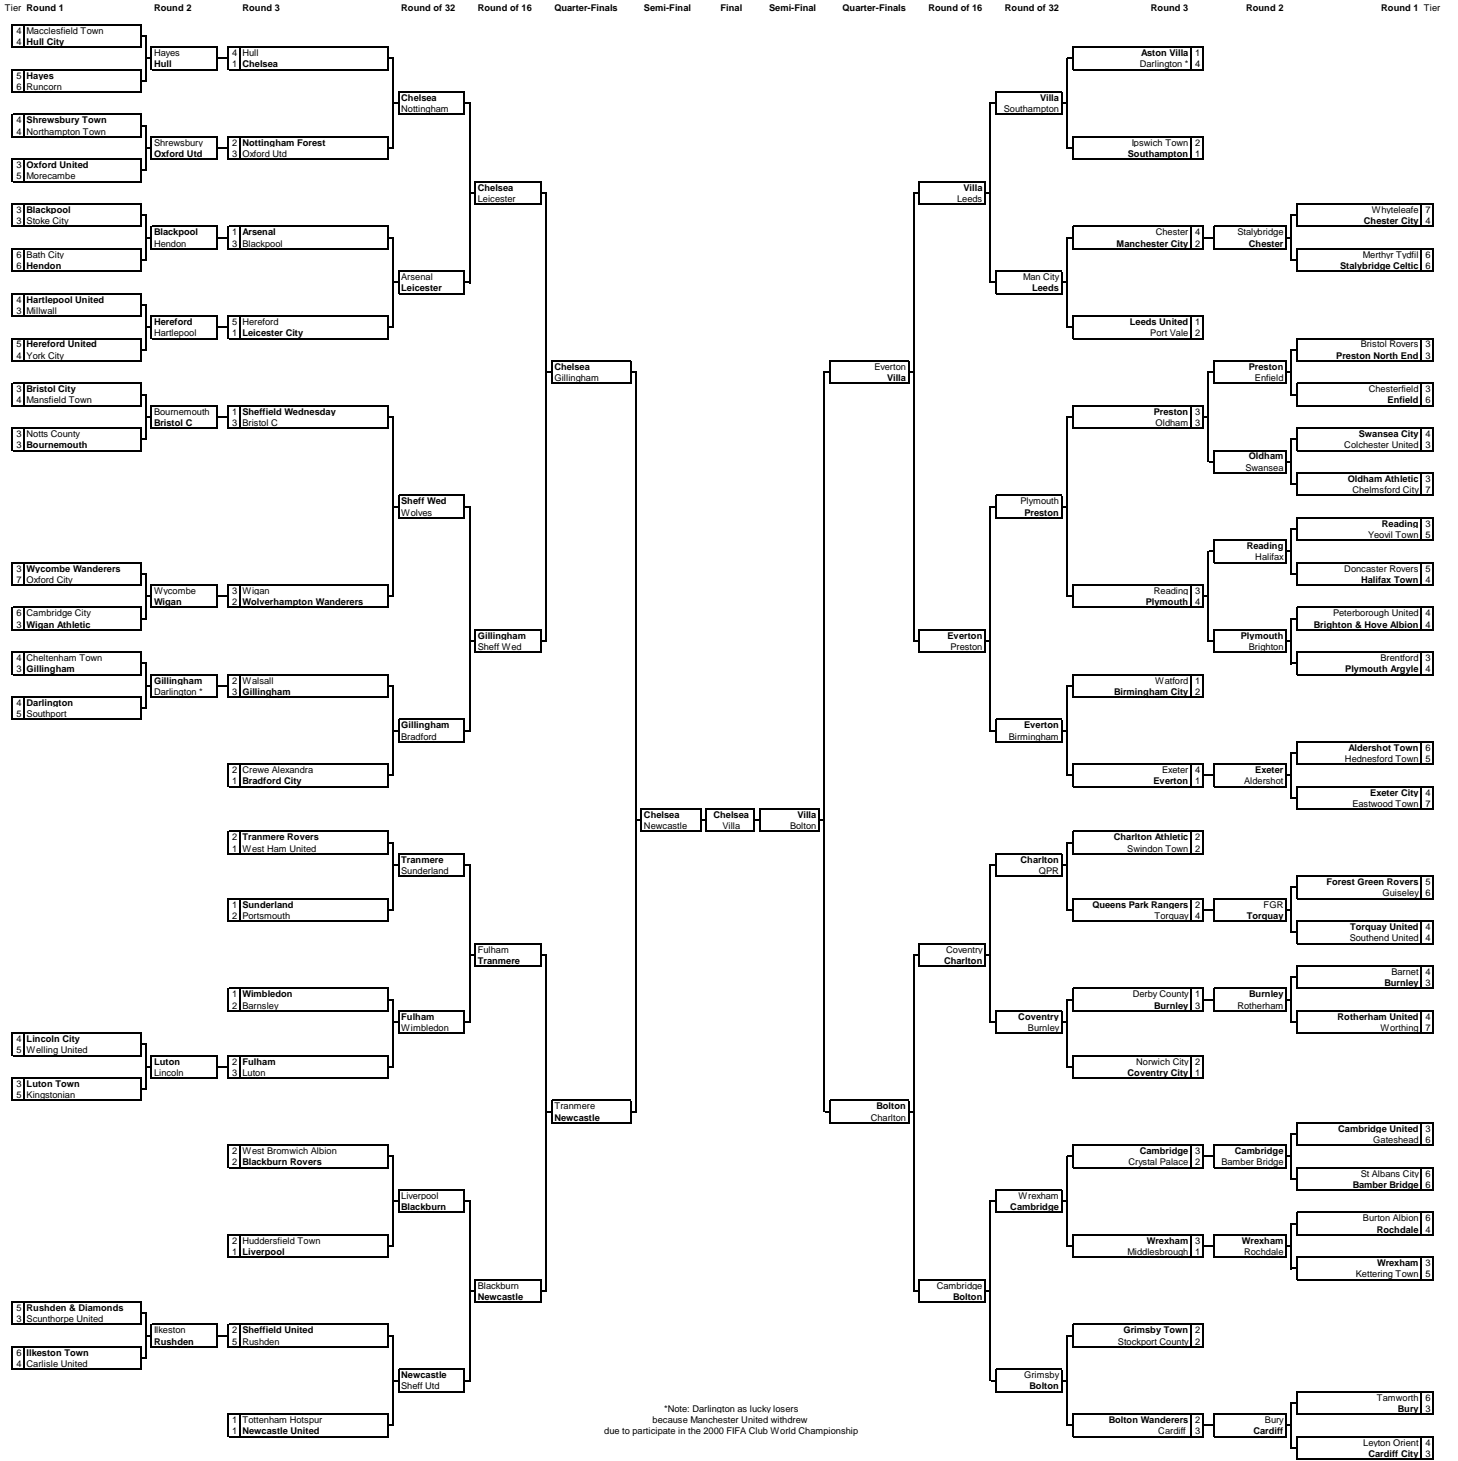 Tier Round 1 Round 2 Round 3 Round of 32 Round of 16 Quarter-Finals Semi-Final Final Semi-Final Quarter-Finals Round of 16 Round of 32 Round 3 Round 2 Round 1 Tier
4 Macclesfield Town
4 Hull City
5 Hayes
6 Runcorn
4 Shrewsbury Town
4 Northampton Town
3 Oxford United
5 Morecambe
3 Blackpool
3 Stoke City
6 Bath City
6 Hendon
4 Hartlepool United
3 Millwall
5 Hereford United
4 York City
3 Bristol City
4 Mansfield Town
3 Notts County
3 Bournemouth
3 Wycombe Wanderers
7 Oxford City
6 Cambridge City
3 Wigan Athletic
4 Cheltenham Town
3 Gillingham
4 Darlington
5 Southport
4 Lincoln City
5 Welling United
3 Luton Town
5 Kingstonian
5 Rushden & Diamonds
3 Scunthorpe United
6 Ilkeston Town
4 Carlisle United
Hayes
Hull
Shrewsbury
Oxford Utd
Blackpool
Hendon
Hereford
Hartlepool
Bournemouth
Bristol C
Wycombe
Wigan
Gillingham
Darlington *
Luton
Lincoln
Ilkeston
Rushden
4 Hull
1 Chelsea
2 Nottingham Forest
3 Oxford Utd
1 Arsenal
3 Blackpool
5 Hereford
1 Leicester City
1 Sheffield Wednesday
3 Bristol C
3 Wigan
2 Wolverhampton Wanderers
2 Walsall
3 Gillingham
2 Crewe Alexandra
1 Bradford City
2 Tranmere Rovers
1 West Ham United
1 Sunderland
2 Portsmouth
1 Wimbledon
2 Barnsley
2 Fulham
3 Luton
2 West Bromwich Albion
2 Blackburn Rovers
2 Huddersfield Town
1 Liverpool
2 Sheffield United
5 Rushden
1 Tottenham Hotspur
1 Newcastle United
Chelsea
Nottingham
Arsenal
Leicester
Sheff Wed
Wolves
Gillingham
Bradford
Tranmere
Sunderland
Fulham
Wimbledon
Liverpool
Blackburn
Newcastle
Sheff Utd
Chelsea
Leicester
Gillingham
Sheff Wed
Fulham
Tranmere
Blackburn
Newcastle
Chelsea
Gillingham
Tranmere
Newcastle
Chelsea
Newcastle
Chelsea
Villa
Villa
Bolton
Everton
Villa
Bolton
Charlton
Villa
Leeds
Everton
Preston
Coventry
Charlton
Cambridge
Bolton
Villa
Southampton
Man City
Leeds
Plymouth
Preston
Everton
Birmingham
Charlton
QPR
Coventry
Burnley
Wrexham
Cambridge
Grimsby
Bolton
Aston Villa 1
Darlington * 4
Ipswich Town 2
Southampton 1
Chester 4
Manchester City 2
Leeds United 1
Port Vale 2
Preston 3
Oldham 3
Reading 3
Plymouth 4
Watford 1
Birmingham City 2
Exeter 4
Everton 1
Charlton Athletic 2
Swindon Town 2
Queens Park Rangers 2
Torquay 4
Derby County 1
Burnley 3
Norwich City 2
Coventry City 1
Cambridge 3
Crystal Palace 2
Wrexham 3
Middlesbrough 1
Grimsby Town 2
Stockport County 2
Bolton Wanderers 2
Cardiff 3
Stalybridge
Chester
Preston
Enfield
Oldham
Swansea
Reading
Halifax
Plymouth
Brighton
Exeter
Aldershot
FGR
Torquay
Burnley
Rotherham
Cambridge
Bamber Bridge
Wrexham
Rochdale
Bury
Cardiff
Whyteleafe 7
Chester City 4
Merthyr Tydfil 6
Stalybridge Celtic 6
Bristol Rovers 3
Preston North End 3
Chesterfield 3
Enfield 6
Swansea City 4
Colchester United 3
Oldham Athletic 3
Chelmsford City 7
Reading 3
Yeovil Town 5
Doncaster Rovers 5
Halifax Town 4
Peterborough United 4
Brighton & Hove Albion 4
Brentford 3
Plymouth Argyle 4
Aldershot Town 6
Hednesford Town 5
Exeter City 4
Eastwood Town 7
Forest Green Rovers 5
Guiseley 6
Torquay United 4
Southend United 4
Barnet 4
Burnley 3
Rotherham United 4
Worthing 7
Cambridge United 3
Gateshead 6
St Albans City 6
Bamber Bridge 6
Burton Albion 6
Rochdale 4
Wrexham 3
Kettering Town 5
Tamworth 6
Bury 3
Leyton Orient 4
Cardiff City 3
*Note: Darlington as lucky losers
because Manchester United withdrew
due to participate in the 2000 FIFA Club World Championship